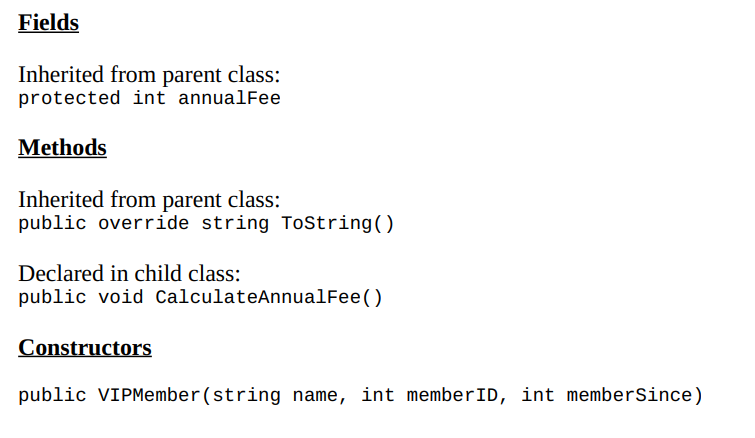 Fields
Inherited from parent class:
protected int annualFee
Methods
Inherited from parent class:
public override string ToString()
Declared in child class:
public void CalculateAnnualFee()
Constructors
public VIPMember(string name, int memberID, int memberSince)